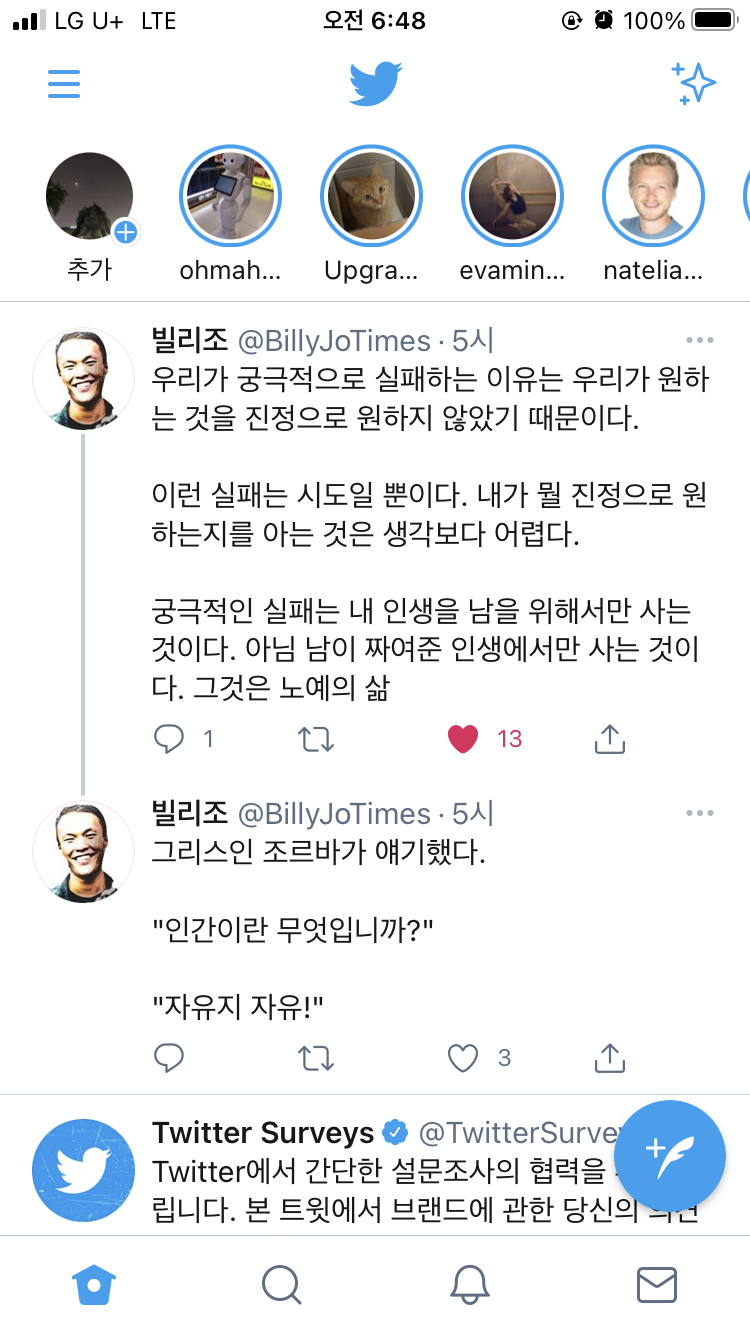 LG U+ LTE 오전 6:48 100%
추가 ohmah... Upgra... evamin... natelia...
빌리조 @BillyJoTimes · 5시
우리가 궁극적으로 실패하는 이유는 우리가 원하
는 것을 진정으로 원하지 않았기 때문이다.
이런 실패는 시도일 뿐이다. 내가 뭘 진정으로 원
하는지를 아는 것은 생각보다 어렵다.
궁극적인 실패는 내 인생을 남을 위해서만 사는
것이다. 아님 남이 짜여준 인생에서만 사는 것이
다. 그것은 노예의 삶
1 13
빌리조 @BillyJoTimes · 5시
그리스인 조르바가 얘기했다.
"인간이란 무엇입니까?"
"자유지 자유!"
3
Twitter Surveys @TwitterSurve
Twitter에서 간단한 설문조사의 협력을
립니다. 본 트윗에서 브랜드에 관한 당신의